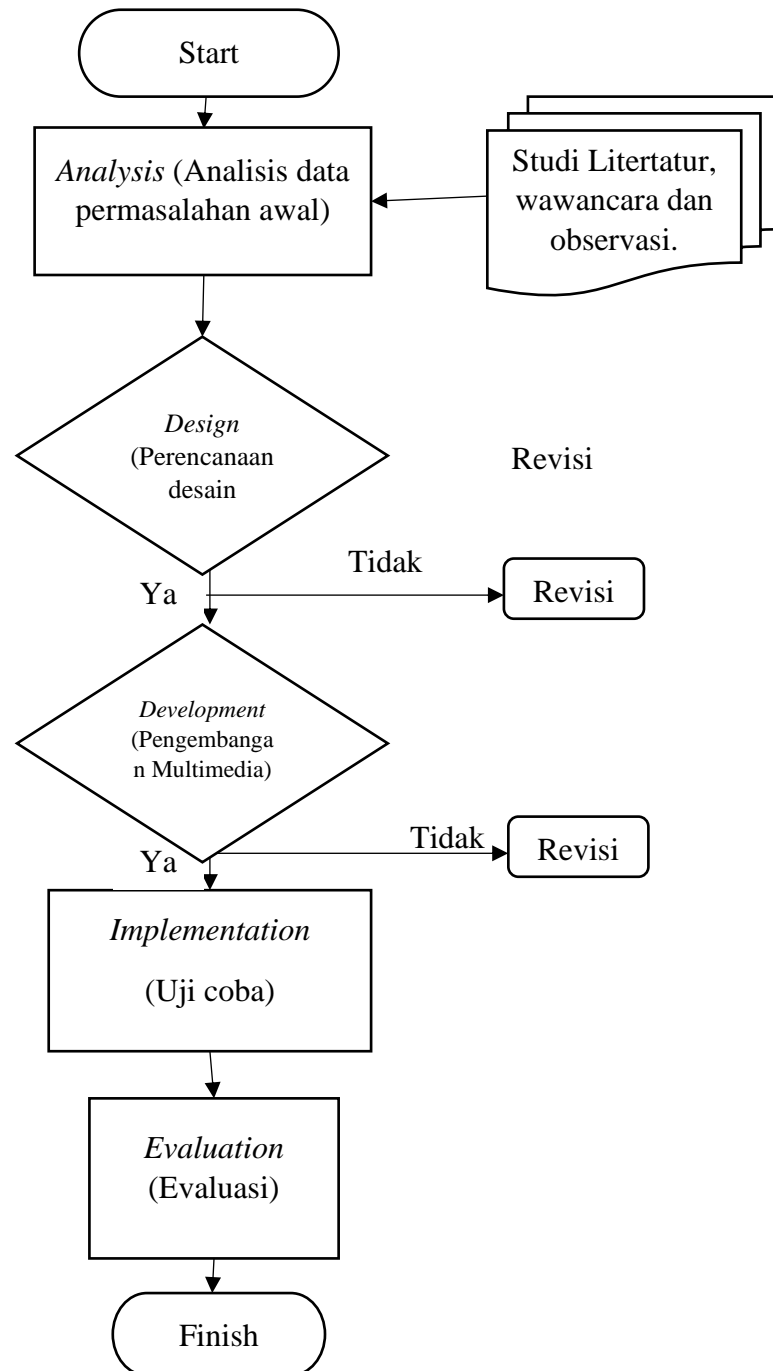 Start
Analysis (Analisis data
permasalahan awal)
Studi Litertatur,
wawancara dan
observasi.
Design
(Perencanaan
desain
Revisi
Tidak
Ya
Revisi
Development
(Pengembanga
n Multimedia)
Tidak
Ya
Revisi
Implementation
(Uji coba)
Evaluation
(Evaluasi)
Finish